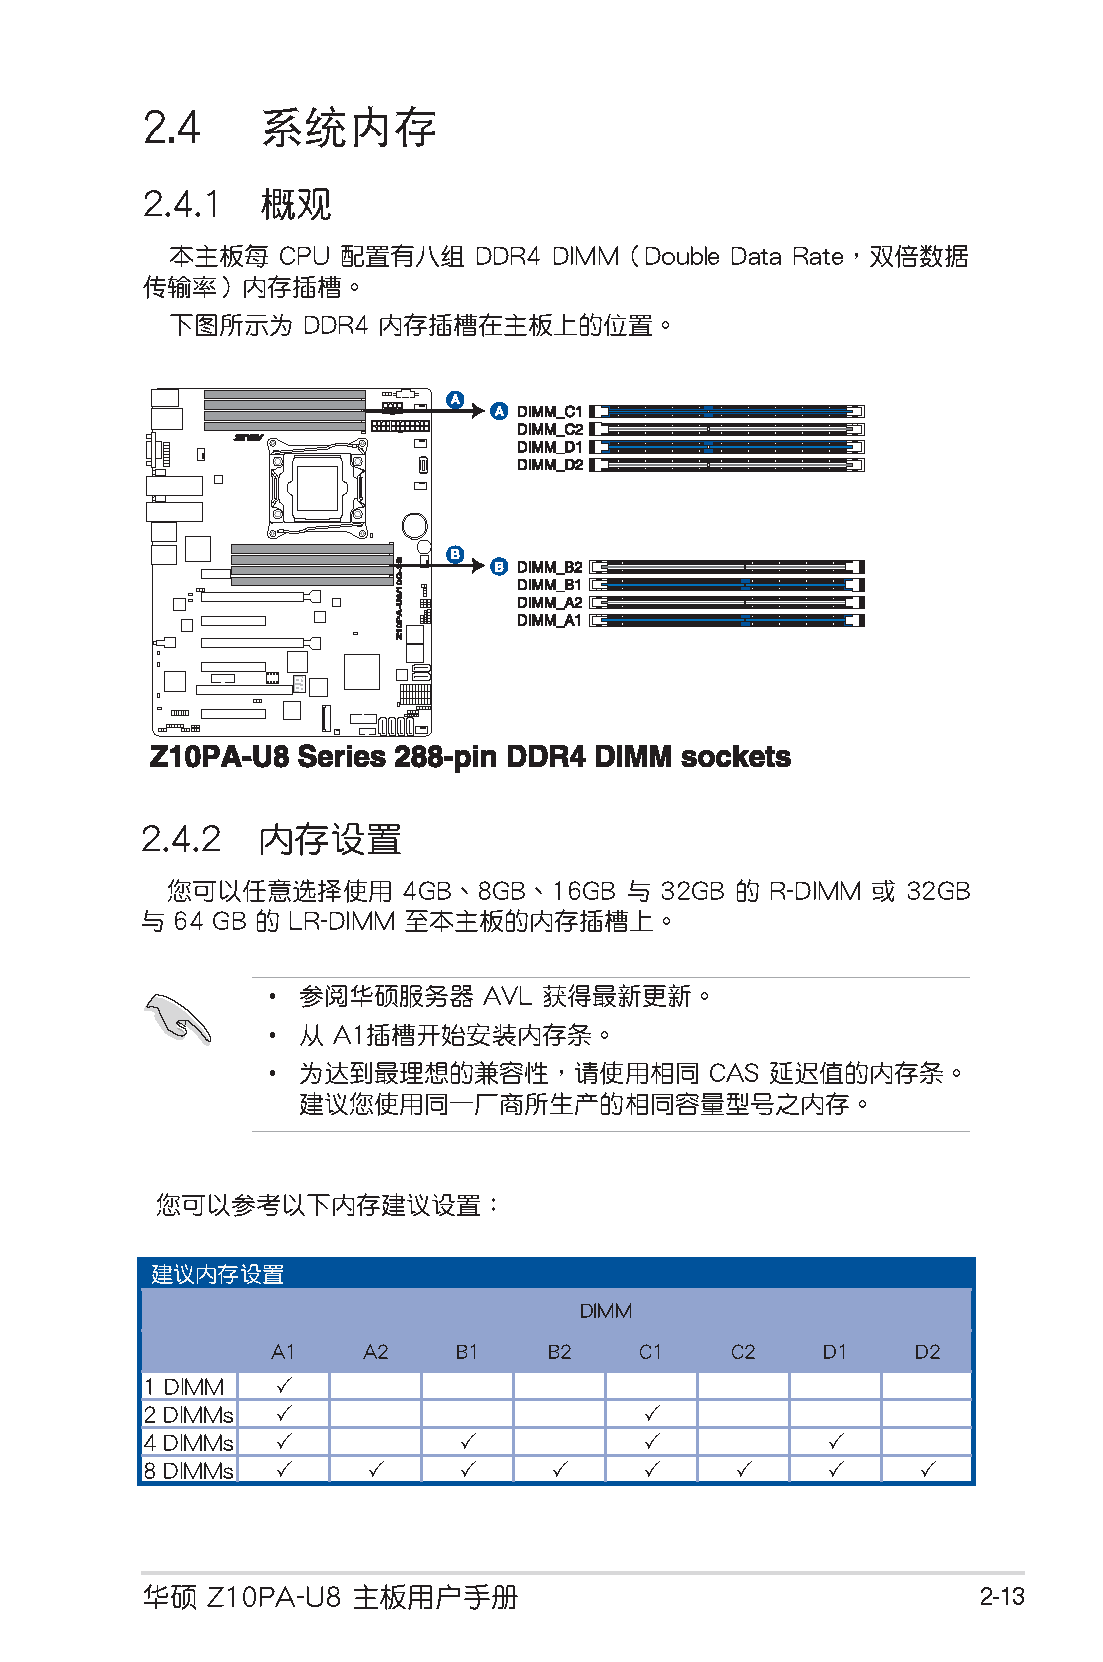 2.4 系统内存
2.4.1 概观
本主板每 CPU 配置有八组 DDR4 DIMM（Double Data Rate，双倍数据
传输率）内存插槽。
下图所示为 DDR4 内存插槽在主板上的位置。
A
A DIMM_C1
DIMM_C2
DIMM_D1
DIMM_D2
B
B DIMM_B2
DIMM_B1
DIMM_A2
DIMM_A1
Z10PA-U8 Series 288-pin DDR4 DIMM sockets
2.4.2 内存设置
您可以任意选择使用 4GB、8GB、16GB 与 32GB 的 R-DIMM 或 32GB
与 64 GB 的 LR-DIMM 至本主板的内存插槽上。
• 参阅华硕服务器 AVL 获得最新更新。
• 从 A1插槽开始安装内存条。
• 为达到最理想的兼容性，请使用相同 CAS 延迟值的内存条。
建议您使用同一厂商所生产的相同容量型号之内存。
您可以参考以下内存建议设置：
建议内存设置
DIMM
A1 A2 B1 B2 C1 C2 D1 D2
1 DIMM ✓
2 DIMMs ✓ ✓
4 DIMMs ✓ ✓ ✓ ✓
8 DIMMs ✓ ✓ ✓ ✓ ✓ ✓ ✓ ✓
华硕 Z10PA-U8 主板用户手册 2-13